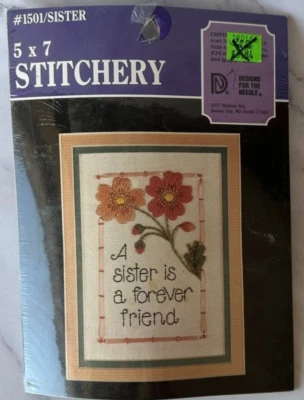 #1501/SISTER
5 x 7
STITCHERY
DESIGNS
FOR THE
NEEDLE
A
sister is
a forever
friend